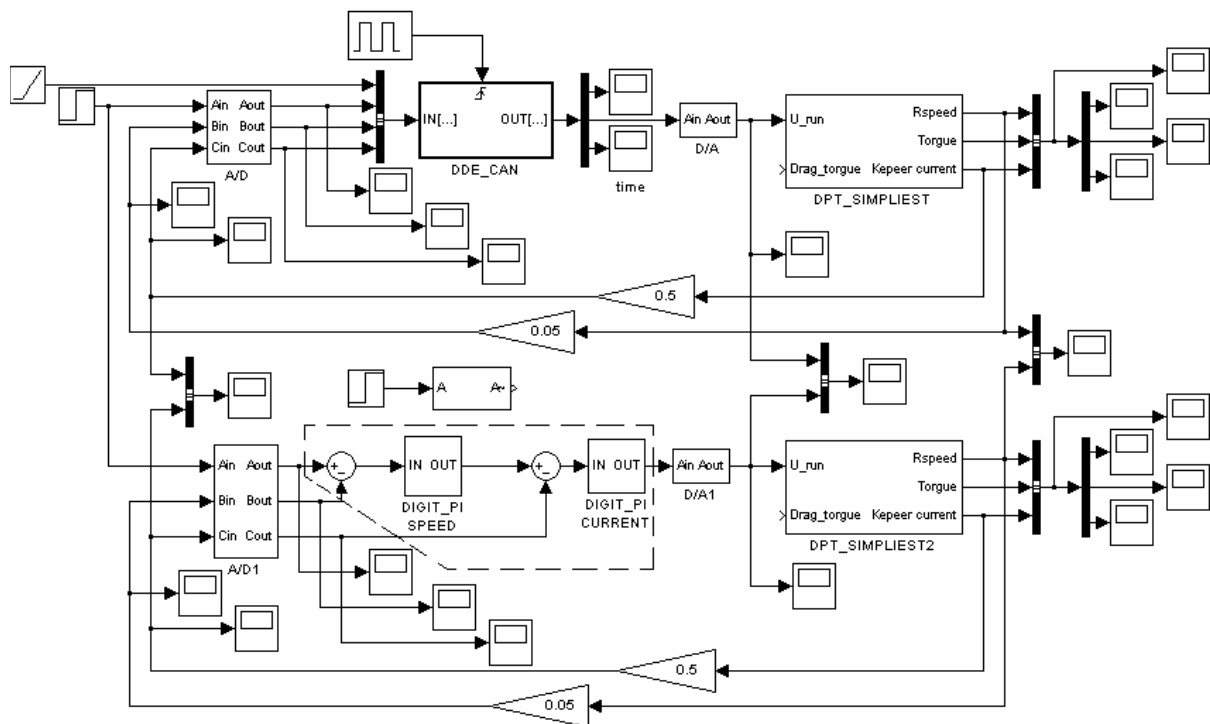 Ain Aout
Bin Bout
Cin Cout
A/D
IN[...] OUT[...]
DDE_CAN
time
Ain Aout
D/A
U_run Rspeed
Torgue
Drag_torgue Kepeer current
DPT_SIMPLIEST
0.5
0.05
A A~
Ain Aout
Bin Bout
Cin Cout
A/D1
+
-
IN OUT
DIGIT_PI
SPEED
+
-
IN OUT
DIGIT_PI
CURRENT
Ain Aout
D/A1
U_run Rspeed
Torgue
Drag_torgue Kepeer current
DPT_SIMPLIEST2
0.5
0.05